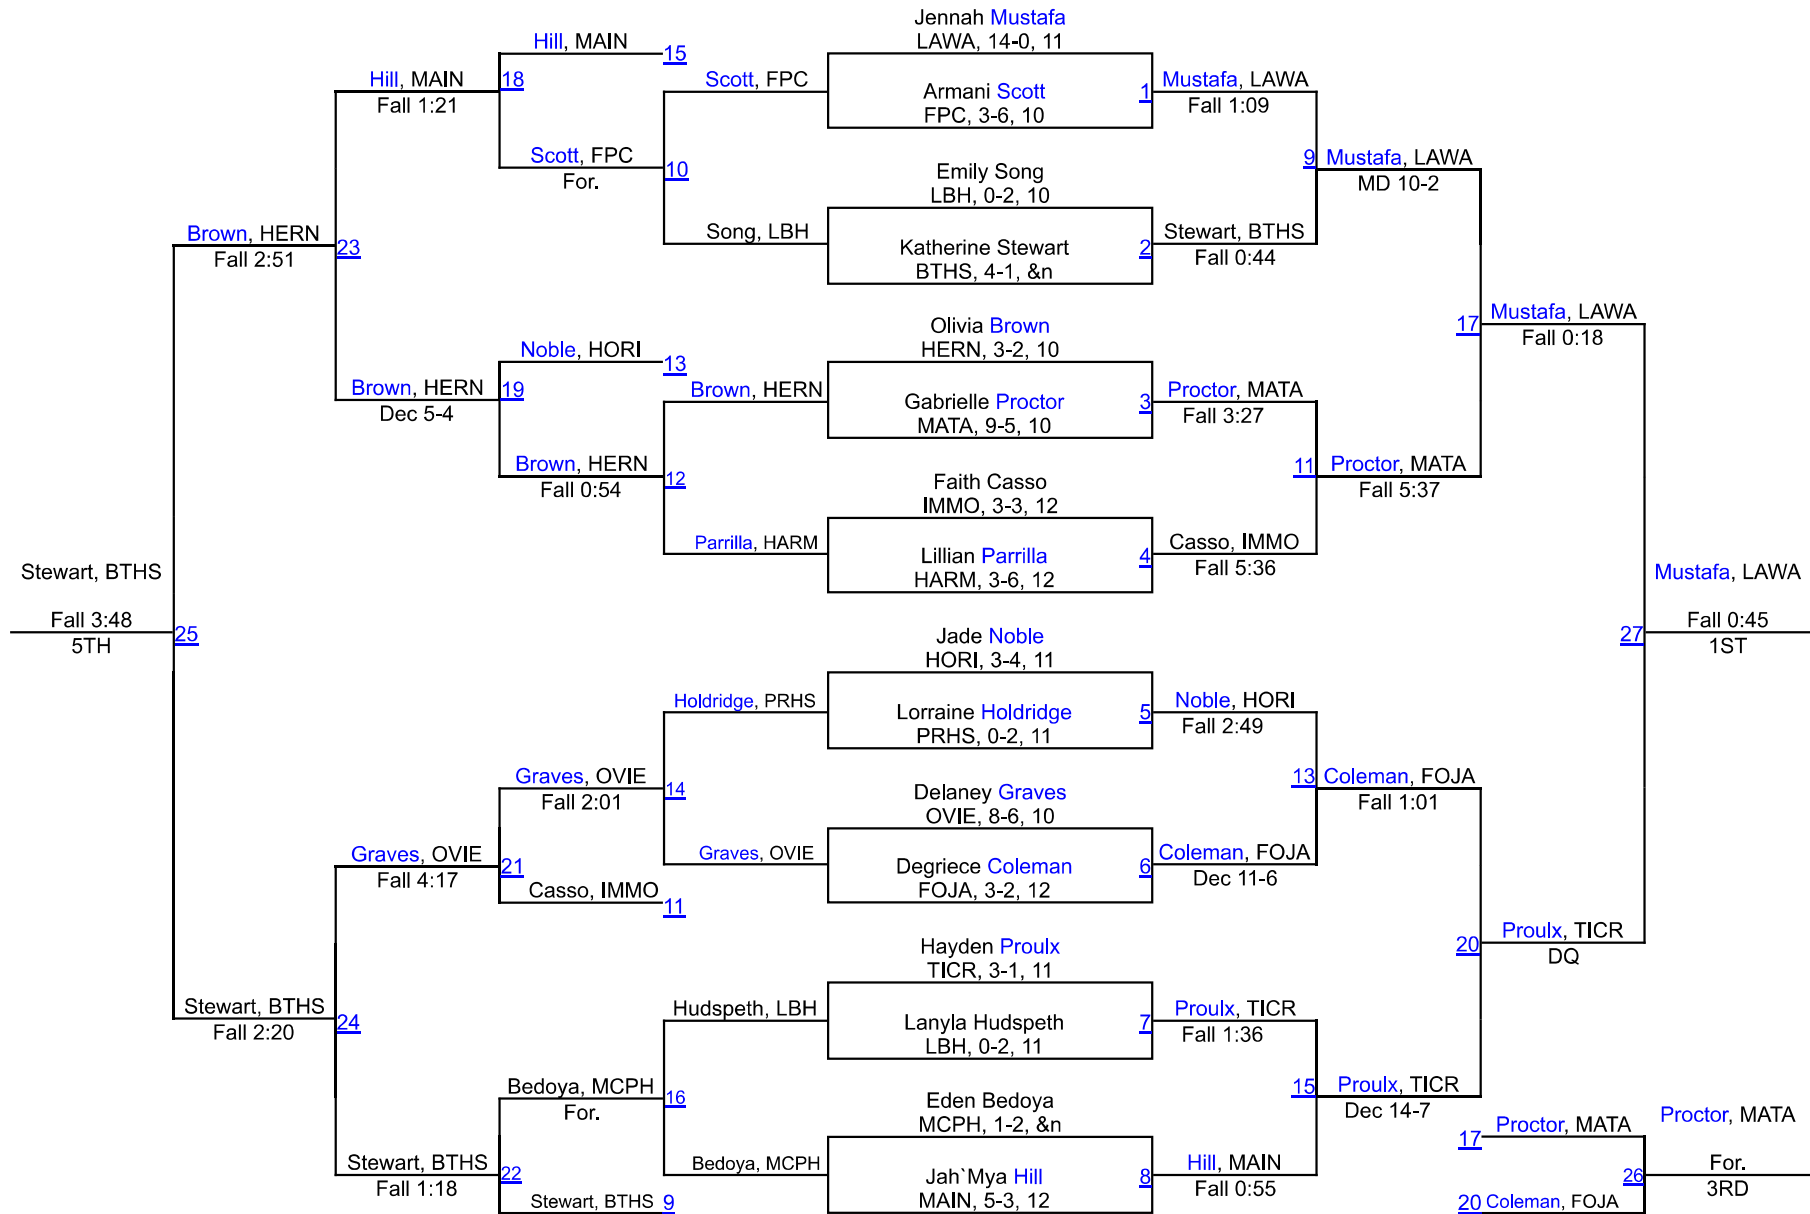 Jennah Mustafa
LAWA, 14-0, 11
Armani Scott
FPC, 3-6, 10
1
Emily Song
LBH, 0-2, 10
Katherine Stewart
BTHS, 4-1, &n
2
Olivia Brown
HERN, 3-2, 10
Gabrielle Proctor
MATA, 9-5, 10
3
Faith Casso
IMMO, 3-3, 12
Lillian Parrilla
HARM, 3-6, 12
4
Jade Noble
HORI, 3-4, 11
Lorraine Holdridge
PRHS, 0-2, 11
5
Delaney Graves
OVIE, 8-6, 10
Degriece Coleman
FOJA, 3-2, 12
6
Hayden Proulx
TICR, 3-1, 11
Lanyla Hudspeth
LBH, 0-2, 11
7
Eden Bedoya
MCPH, 1-2, &n
Jah`Mya Hill
MAIN, 5-3, 12
8
Mustafa, LAWA
Fall 1:09
Stewart, BTHS
Fall 0:44
Proctor, MATA
Fall 3:27
Casso, IMMO
Fall 5:36
Noble, HORI
Fall 2:49
Coleman, FOJA
Dec 11-6
Proulx, TICR
Fall 1:36
Hill, MAIN
Fall 0:55
9
Mustafa, LAWA
MD 10-2
11
Proctor, MATA
Fall 5:37
13
Coleman, FOJA
Fall 1:01
15
Proulx, TICR
Dec 14-7
17
Mustafa, LAWA
Fall 0:18
20
Proulx, TICR
DQ
27
Mustafa, LAWA
Fall 0:45
1ST
17
Proctor, MATA
20
Coleman, FOJA
26
Proctor, MATA
For.
3RD
Scott, FPC
Song, LBH
Brown, HERN
Parrilla, HARM
Holdridge, PRHS
Graves, OVIE
Hudspeth, LBH
Bedoya, MCPH
Hill, MAIN
15
Scott, FPC
For.
10
Noble, HORI
13
Brown, HERN
Fall 0:54
12
Graves, OVIE
Fall 2:01
14
Casso, IMMO
11
Bedoya, MCPH
For.
16
Stewart, BTHS
9
Hill, MAIN
Fall 1:21
18
Brown, HERN
Dec 5-4
19
Graves, OVIE
Fall 4:17
21
Stewart, BTHS
Fall 1:18
22
Brown, HERN
Fall 2:51
23
Stewart, BTHS
Fall 2:20
24
Stewart, BTHS
Fall 3:48
5TH
25